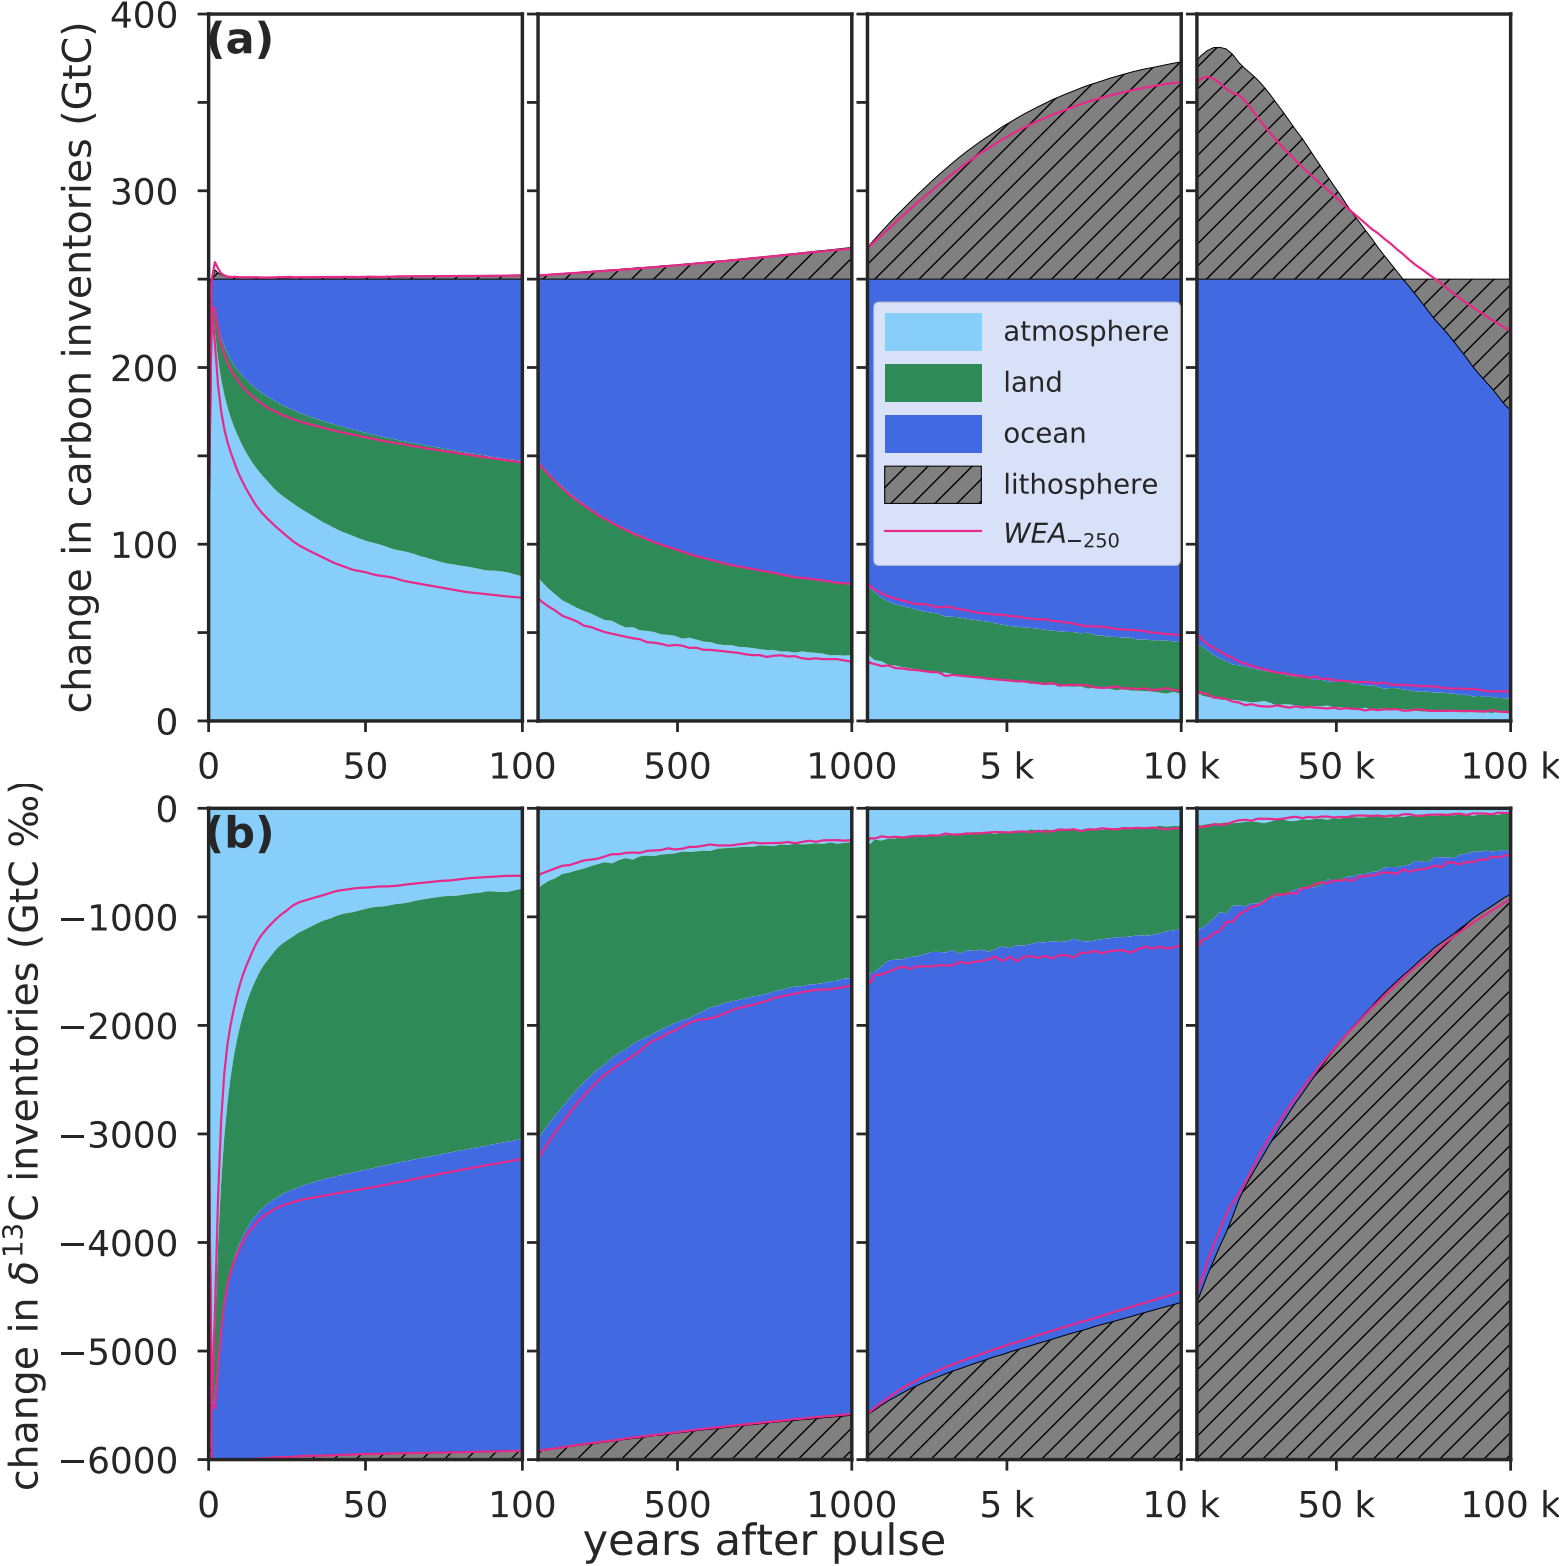 (a)
change in carbon inventories (GtC)
400
300
200
100
0
atmosphere
land
ocean
lithosphere
WEA₋₂₅₀
0 50 100 500 1000 5 k 10 k 50 k 100 k
(b)
change in δ¹³C inventories (GtC ‰)
0
−1000
−2000
−3000
−4000
−5000
−6000
0 50 100 500 1000 5 k 10 k 50 k 100 k
years after pulse